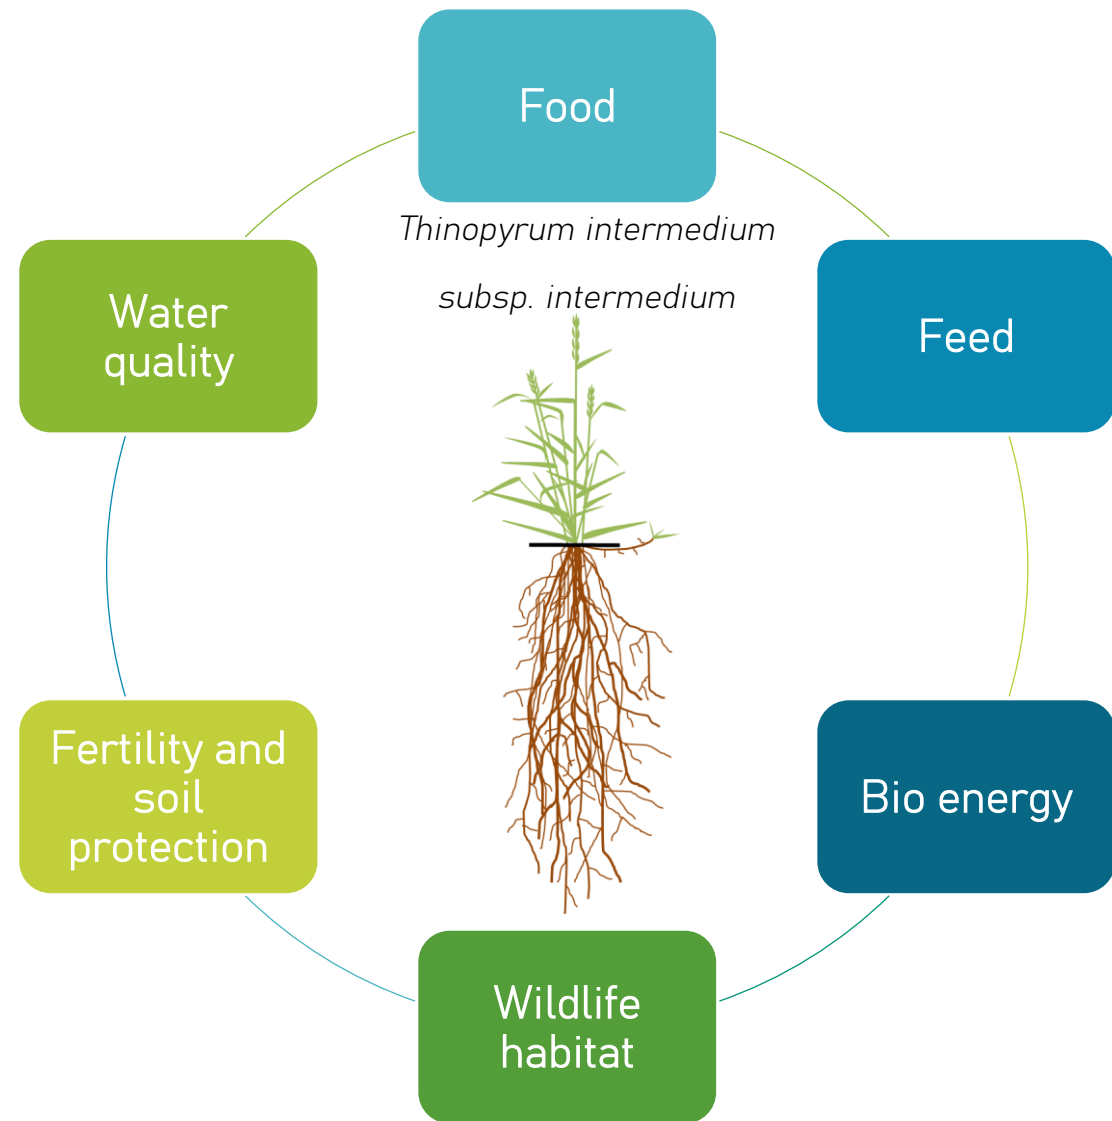 Food
Thinopyrum intermedium
subsp. intermedium
Water
quality
Feed
Fertility and
soil
protection
Bio energy
Wildlife
habitat